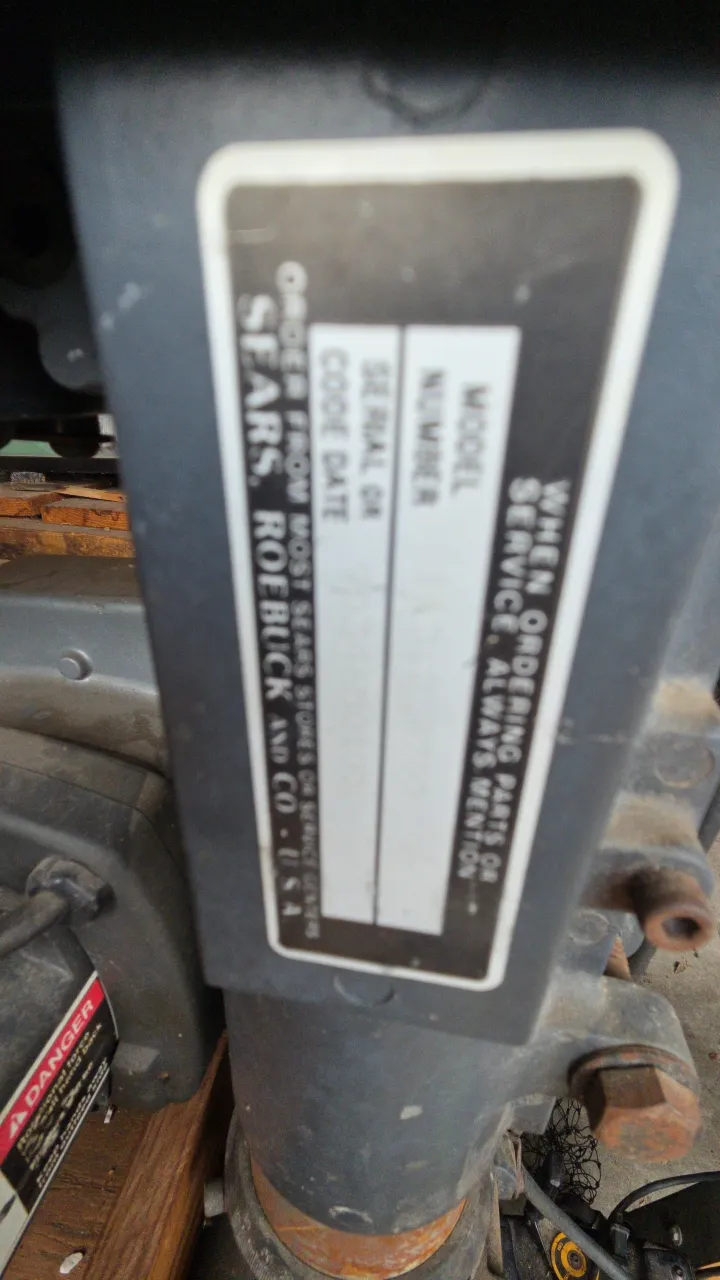 WHEN ORDERING PARTS OR
SERVICE, ALWAYS MENTION
MODEL
NUMBER
SERIAL OR
CODE DATE
ORDER FROM MOST SEARS STORES OR SERVICE CENTERS
SEARS, ROEBUCK AND CO · USA
DANGER